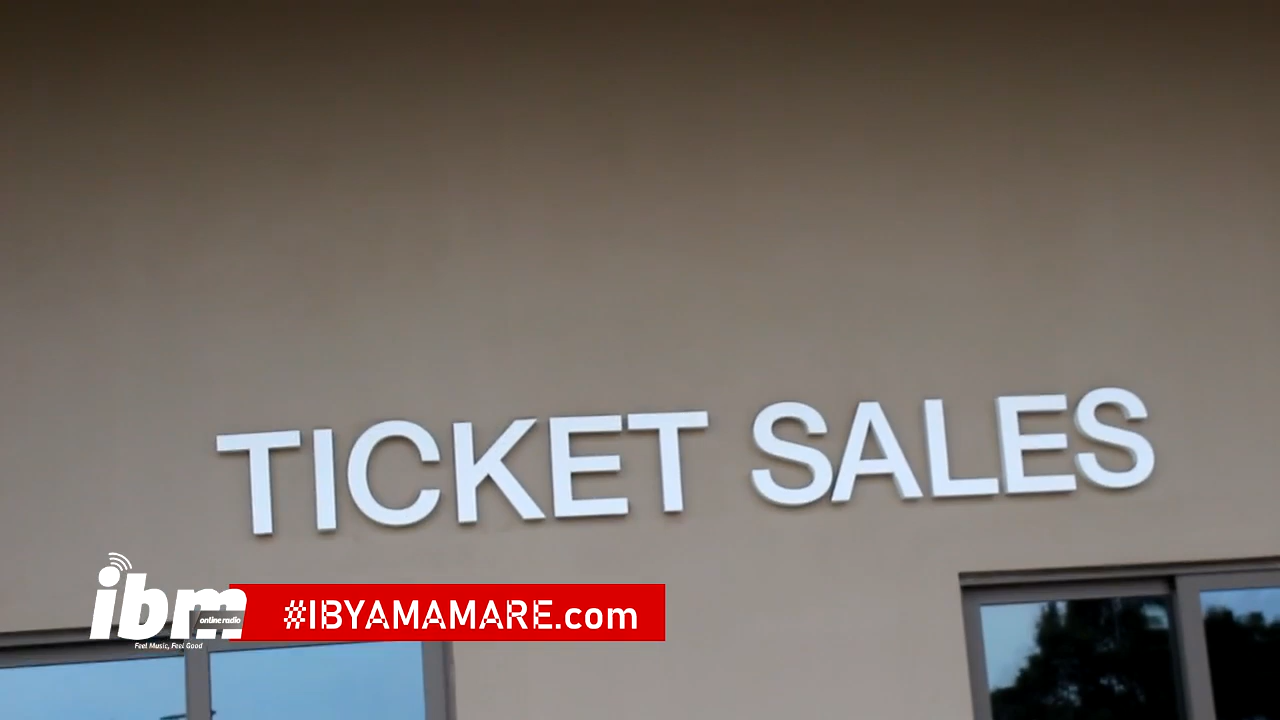 TICKET SALES
ibm
online radio
Feel Music, Feel Good
#IBYAMAMARE.com